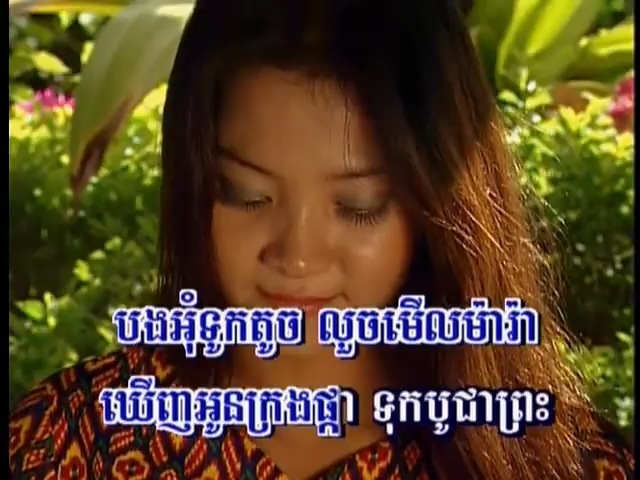 បងអុំទូកតូច លួចមើលម៉ារ៉ា
ឃើញអូនក្រងផ្កា ទុកបូជាព្រះ